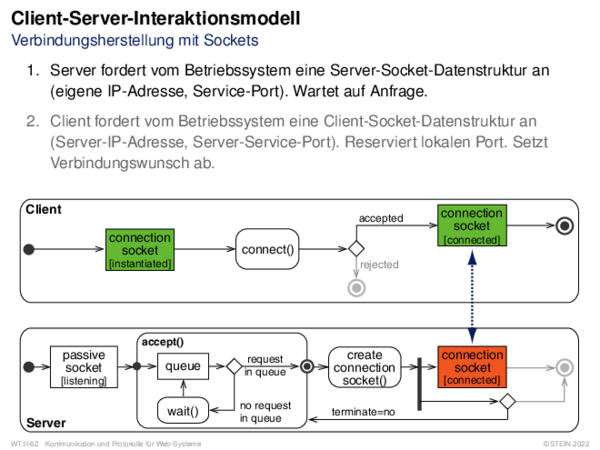 Client-Server-Interaktionsmodell
Verbindungsherstellung mit Sockets
1. Server fordert vom Betriebssystem eine Server-Socket-Datenstruktur an
(eigene IP-Adresse, Service-Port). Wartet auf Anfrage.
2. Client fordert vom Betriebssystem eine Client-Socket-Datenstruktur an
(Server-IP-Adresse, Server-Service-Port). Reserviert lokalen Port. Setzt
Verbindungswunsch ab.
Client
connection
socket
[instantiated]
connect()
accepted
rejected
connection
socket
[connected]
accept()
passive
socket
[listening]
queue
request
in queue
wait()
no request
in queue
create
connection
socket()
connection
socket
[connected]
terminate=no
Server
WT:II-62 Kommunikation und Protokolle für Web-Systeme
©STEIN 2022